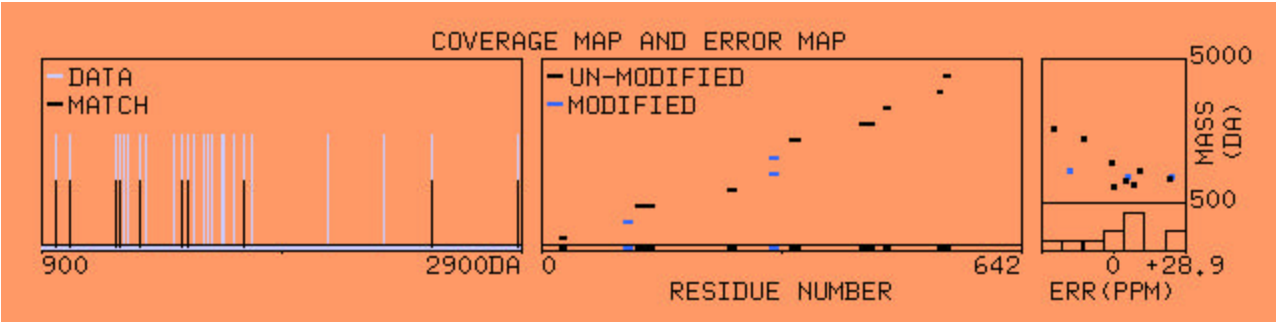 COVERAGE MAP AND ERROR MAP
DATA
MATCH
UN-MODIFIED
MODIFIED
5000
MASS (DA)
500
900
2900DA
0
642
0
+28.9
RESIDUE NUMBER
ERR(PPM)